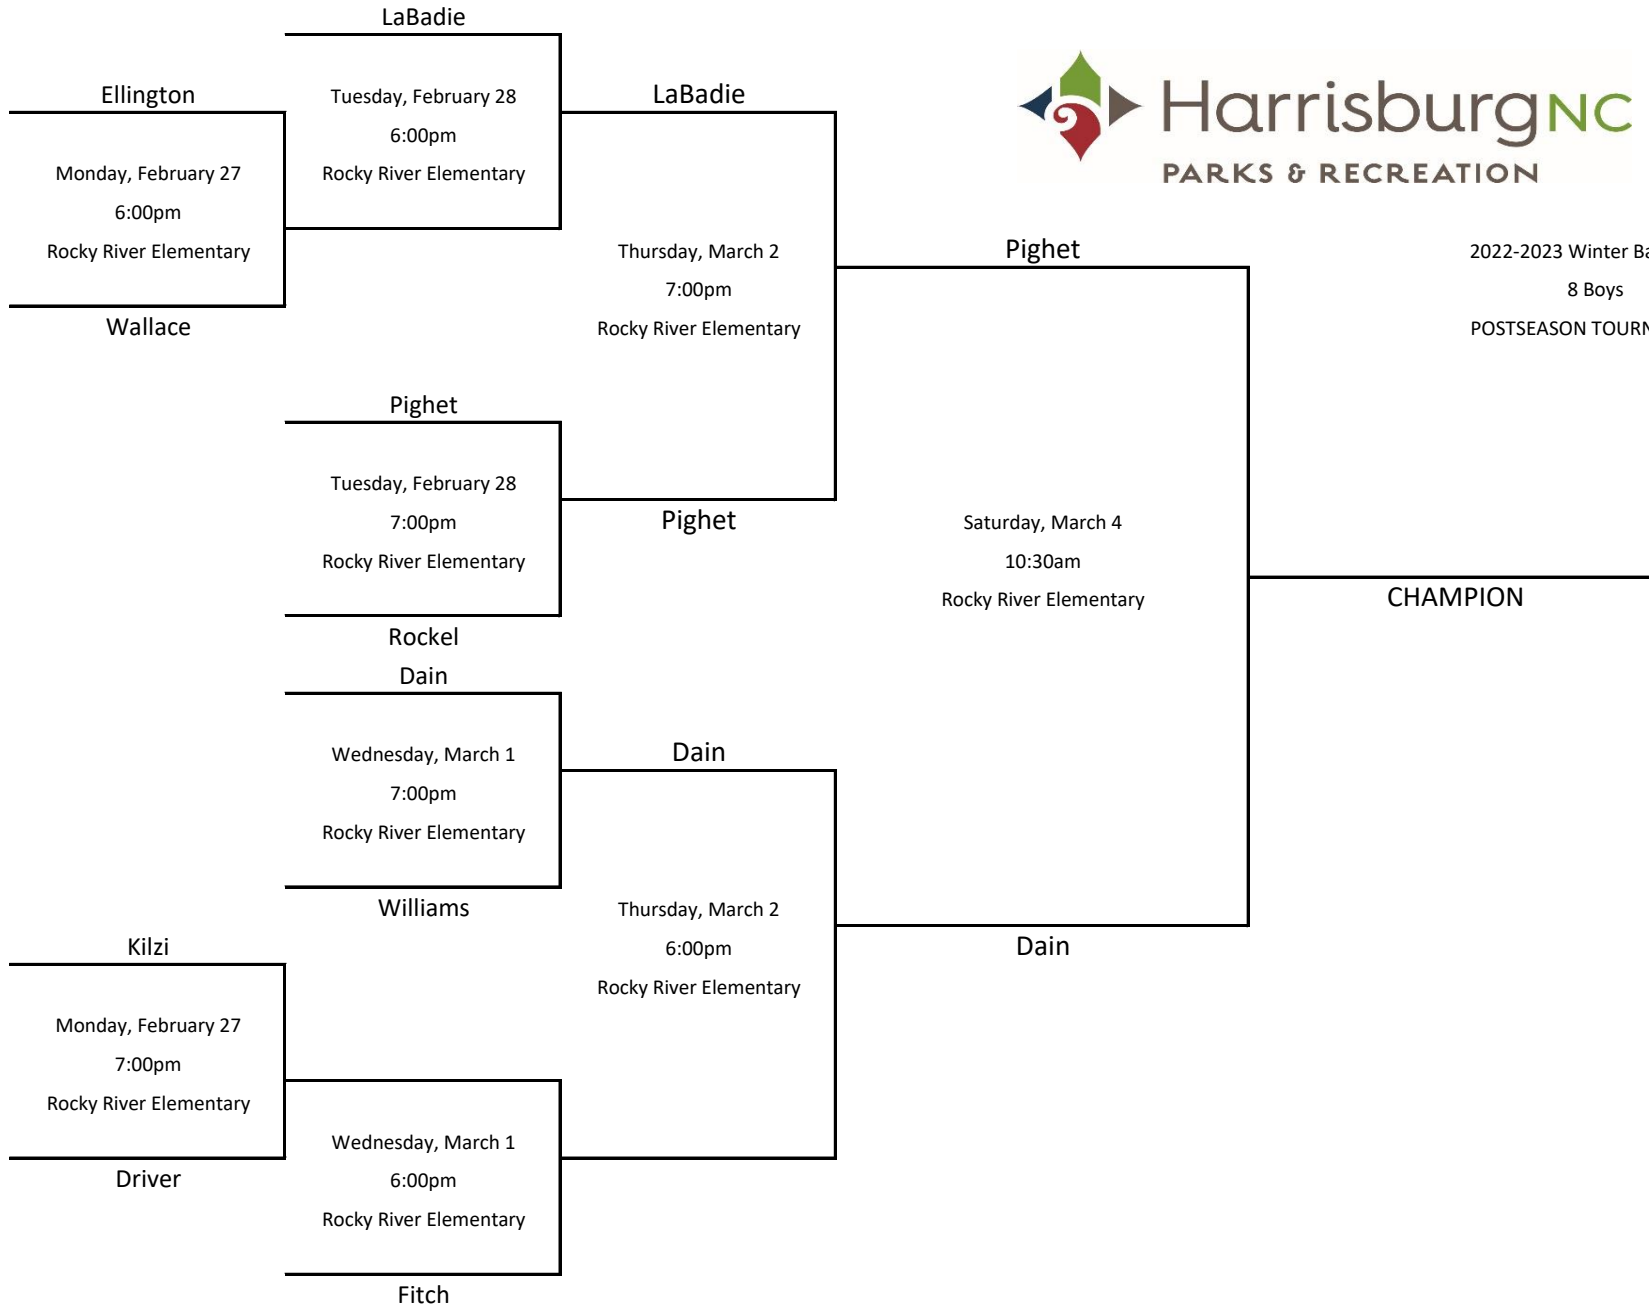 LaBadie
Ellington
Tuesday, February 28
6:00pm
Rocky River Elementary
LaBadie
HarrisburgNC
PARKS & RECREATION
Monday, February 27
6:00pm
Rocky River Elementary
Wallace
Thursday, March 2
7:00pm
Rocky River Elementary
Pighet
2022-2023 Winter
8 Boys
POSTSEASON
Pighet
Tuesday, February 28
7:00pm
Rocky River Elementary
Rockel
Pighet
Saturday, March 4
10:30am
Rocky River Elementary
CHAMPION
Dain
Wednesday, March 1
7:00pm
Rocky River Elementary
Williams
Dain
Thursday, March 2
6:00pm
Rocky River Elementary
Dain
Kilzi
Monday, February 27
7:00pm
Rocky River Elementary
Driver
Wednesday, March 1
6:00pm
Rocky River Elementary
Fitch